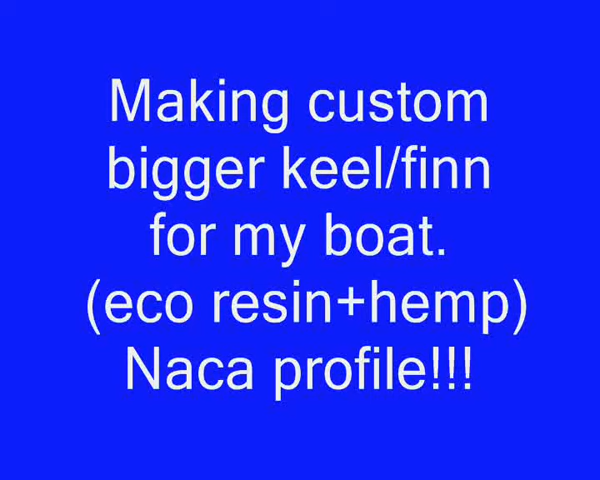 Making custom
bigger keel/finn
for my boat.
(eco resin+hemp)
Naca profile!!!